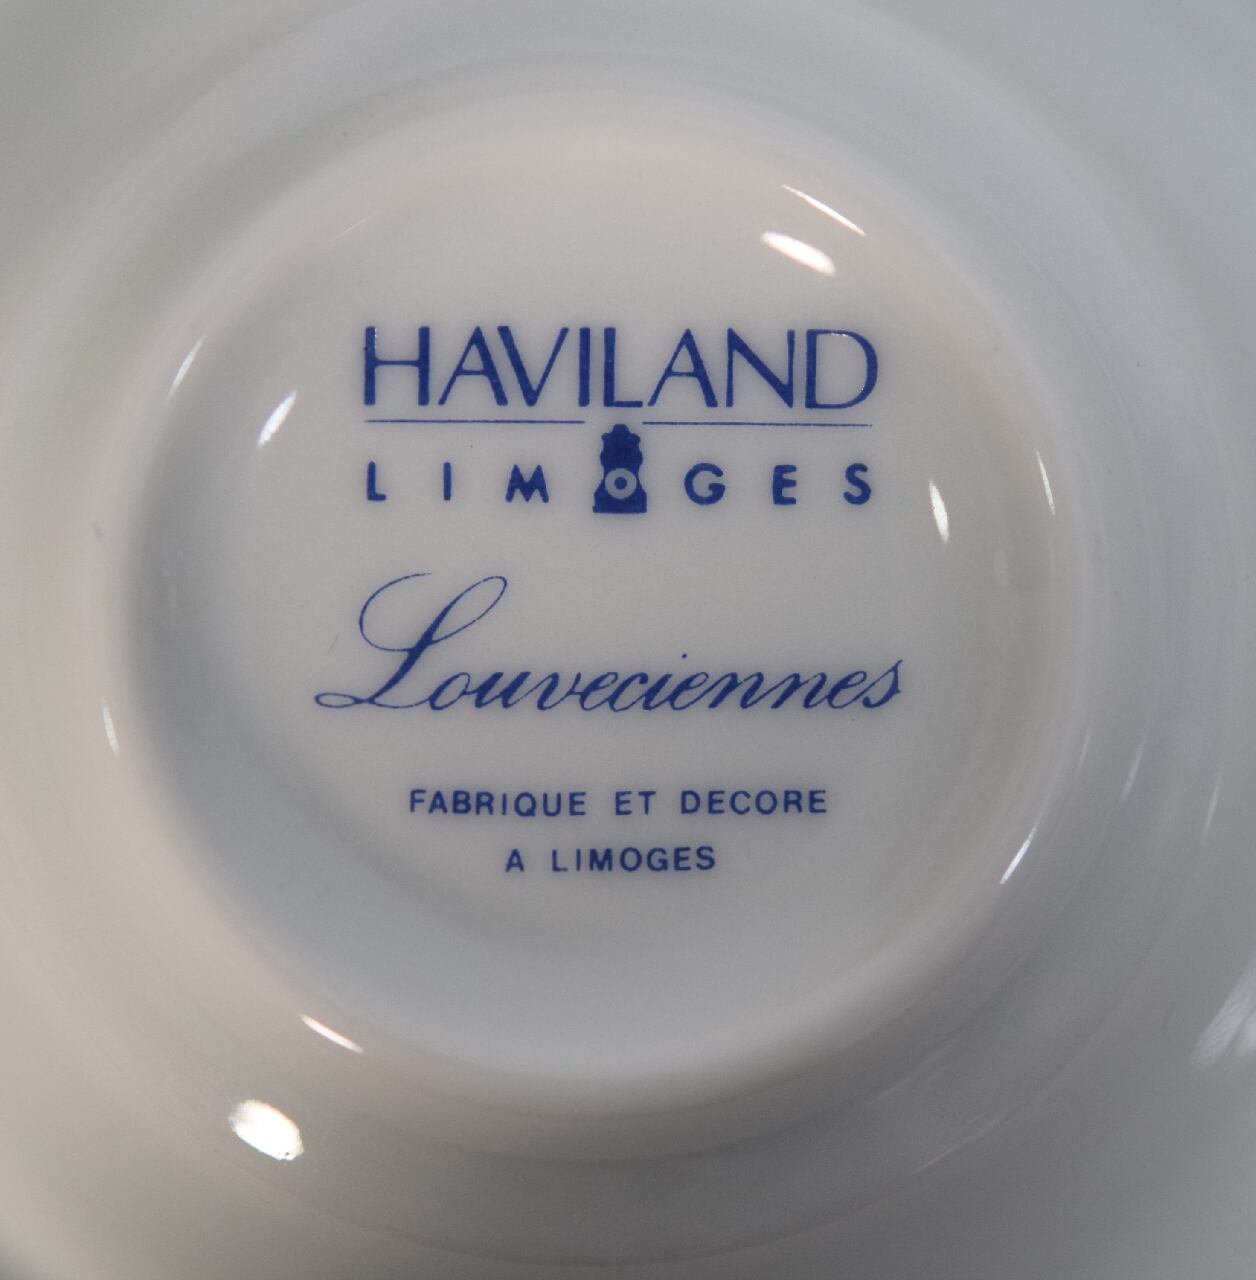 HAVILAND
LIMOGES
Louveciennes
FABRIQUE ET DECORE
A LIMOGES